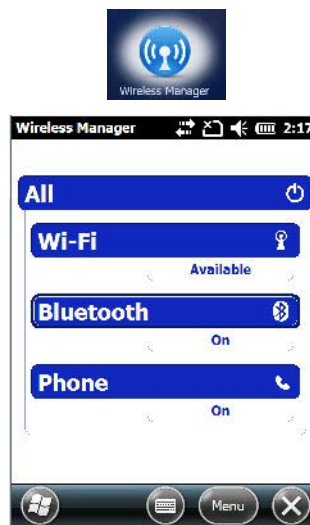 Wireless Manager
Wireless Manager 2:17
All
Wi-Fi
Available
Bluetooth
On
Phone
On
Menu